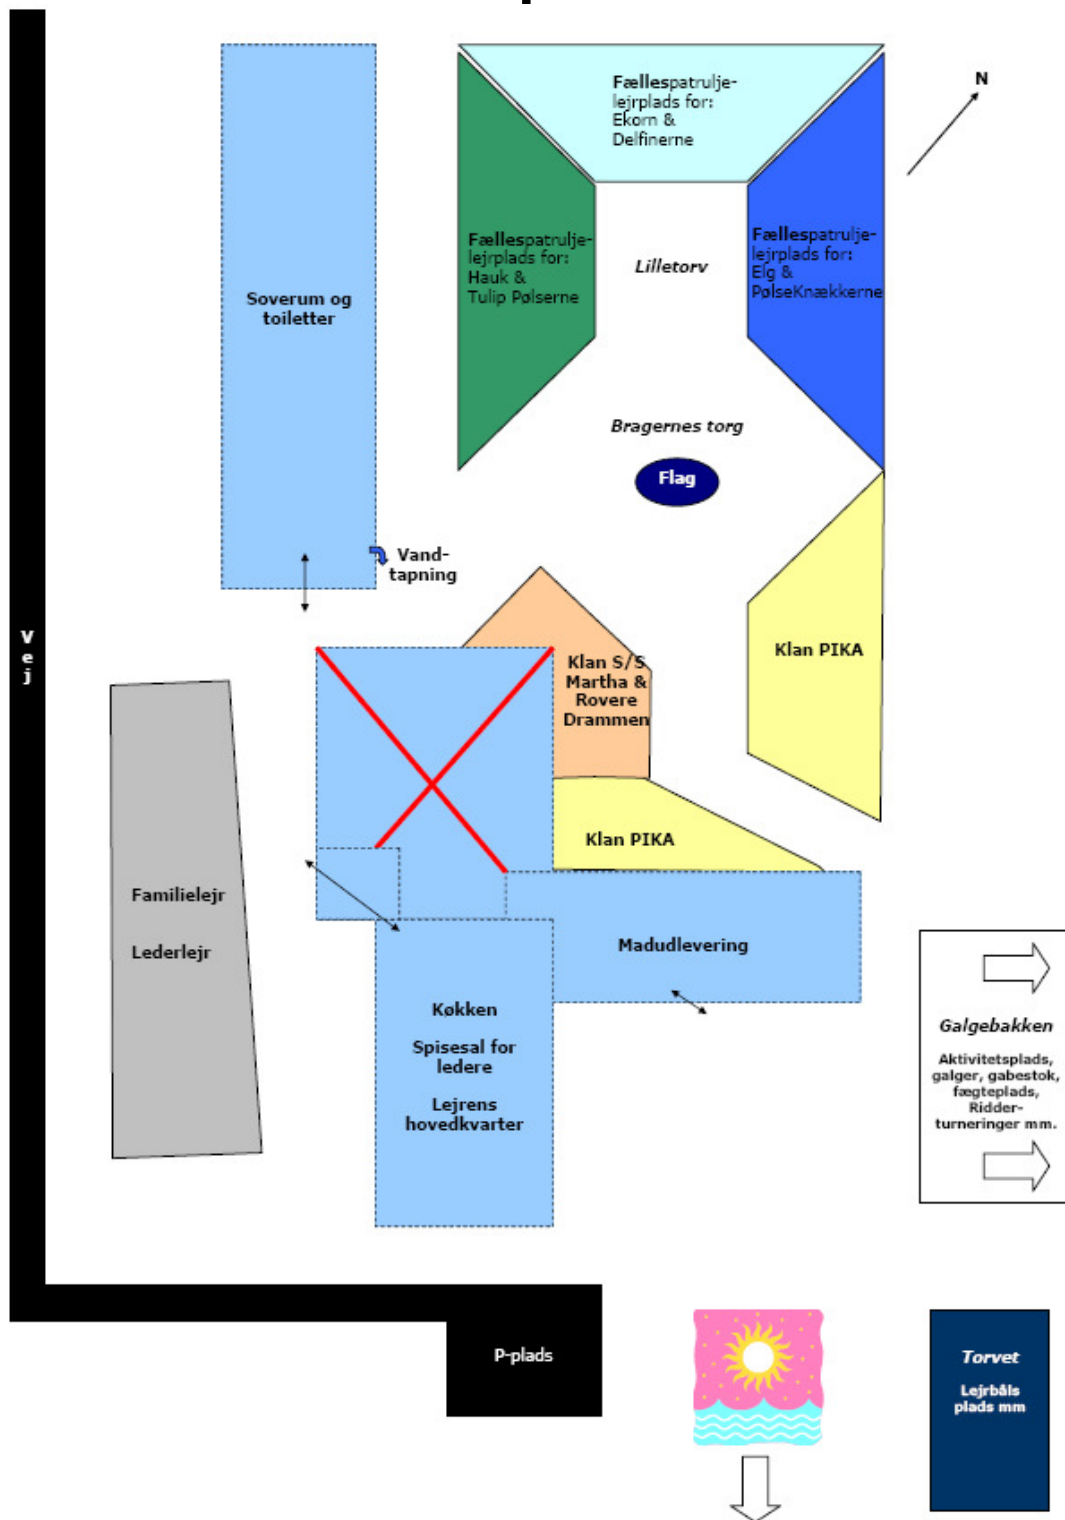 Fællespatrulje-
lejrplads for:
Ekorn &
Delfinerne
N
Fællespatrulje-
lejrplads for:
Hauk &
Tulip Pølserne
Lilletorv
Fællespatrulje-
lejrplads for:
Elg &
PølseKnækkerne
Soverum og
toiletter
Bragernes torg
Flag
Vand-
tapning
V
e
j
Klan S/S
Martha &
Rovere
Drammen
Klan PIKA
Klan PIKA
Familielejr
Lederlejr
Madudlevering
Køkken
Spisesal for
ledere
Lejrens
hovedkvarter
Galgebakken
Aktivitetsplads,
galger, gabestok,
fægteplads,
Ridder-
turneringer mm.
P-plads
Torvet
Lejrbåls
plads mm